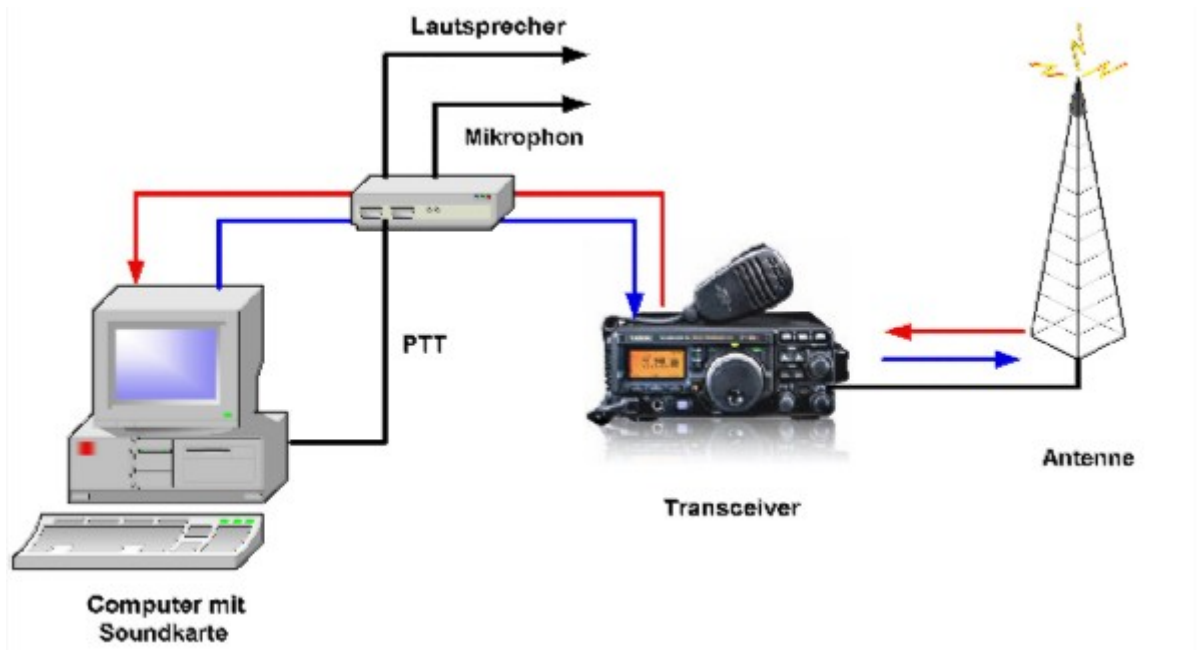 Lautsprecher
Mikrophon
PTT
Antenne
Transceiver
Computer mit
Soundkarte